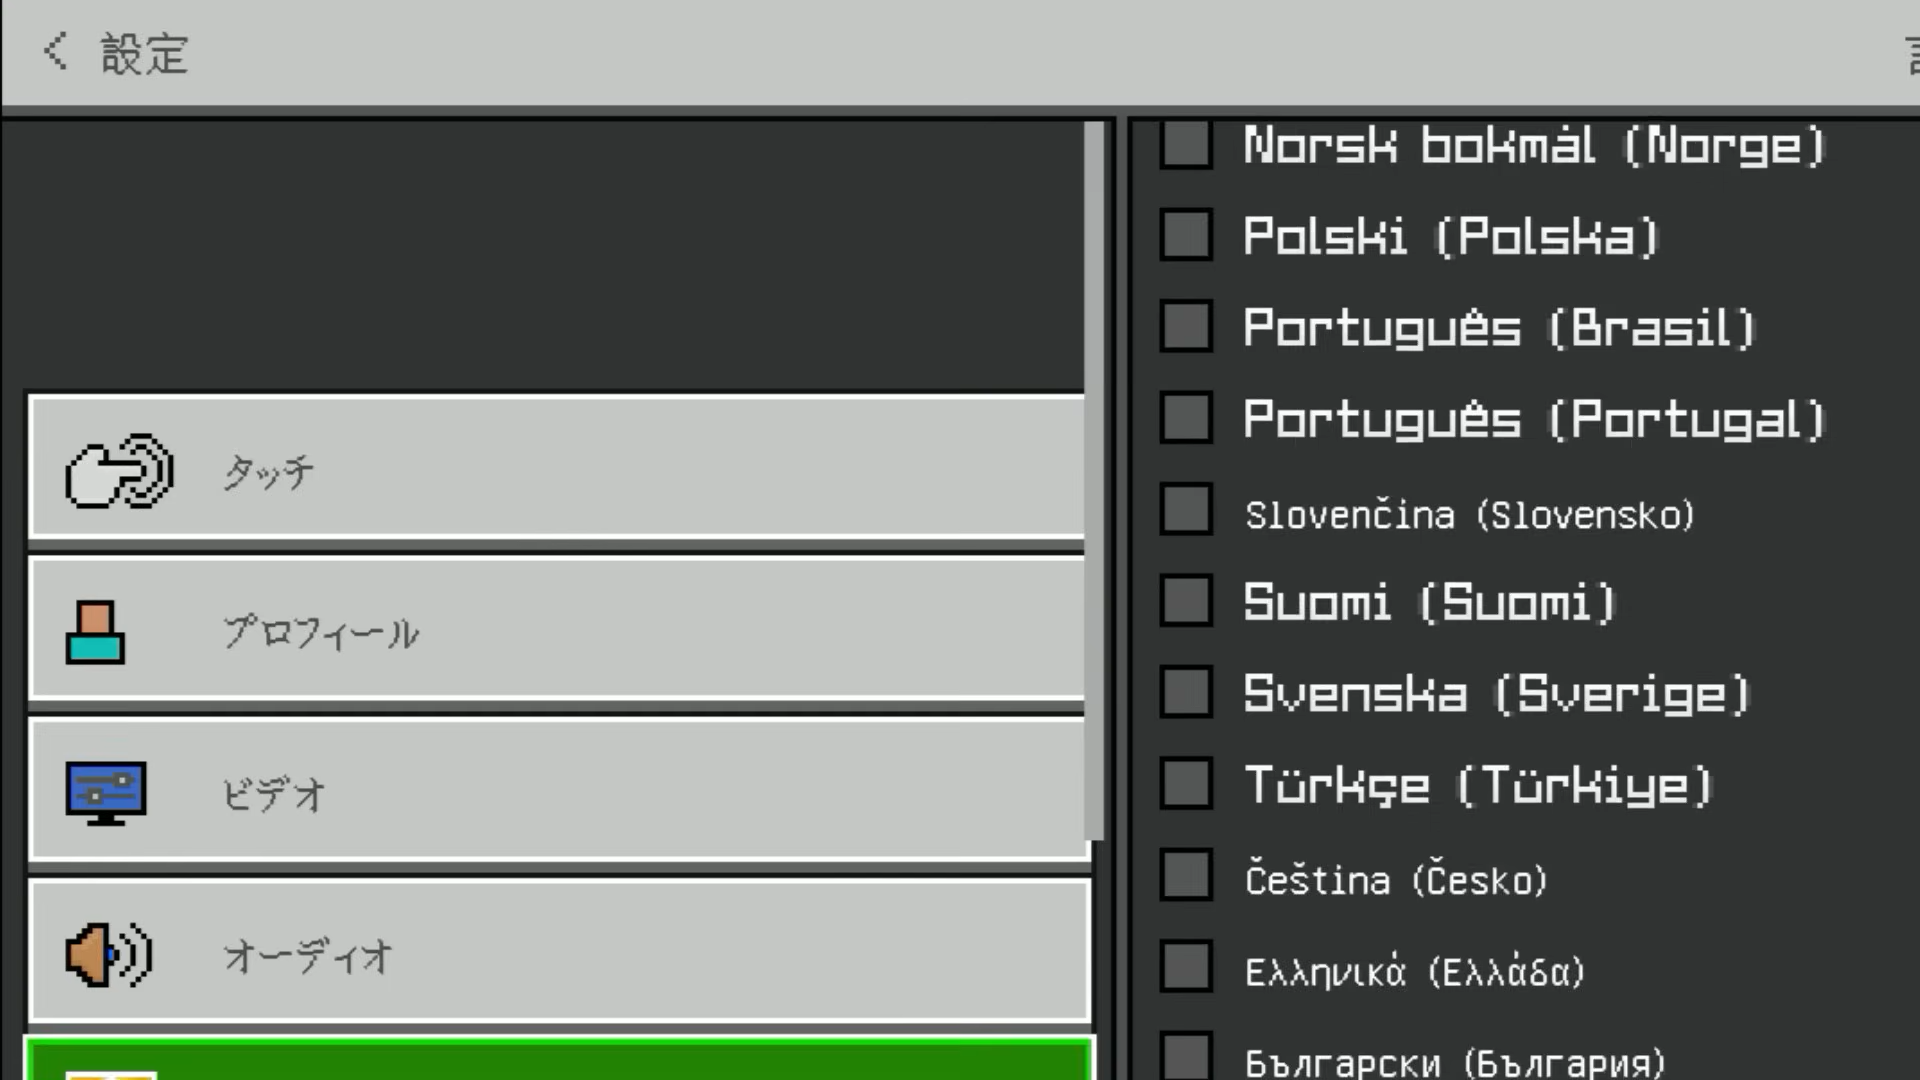 設定
タッチ
プロフィール
ビデオ
オーディオ
Norsk bokmål (Norge)
Polski (Polska)
Português (Brasil)
Português (Portugal)
Slovenčina (Slovensko)
Suomi (Suomi)
Svenska (Sverige)
Türkçe (Türkiye)
Čeština (Česko)
Ελληνικά (Ελλάδα)
Български (България)